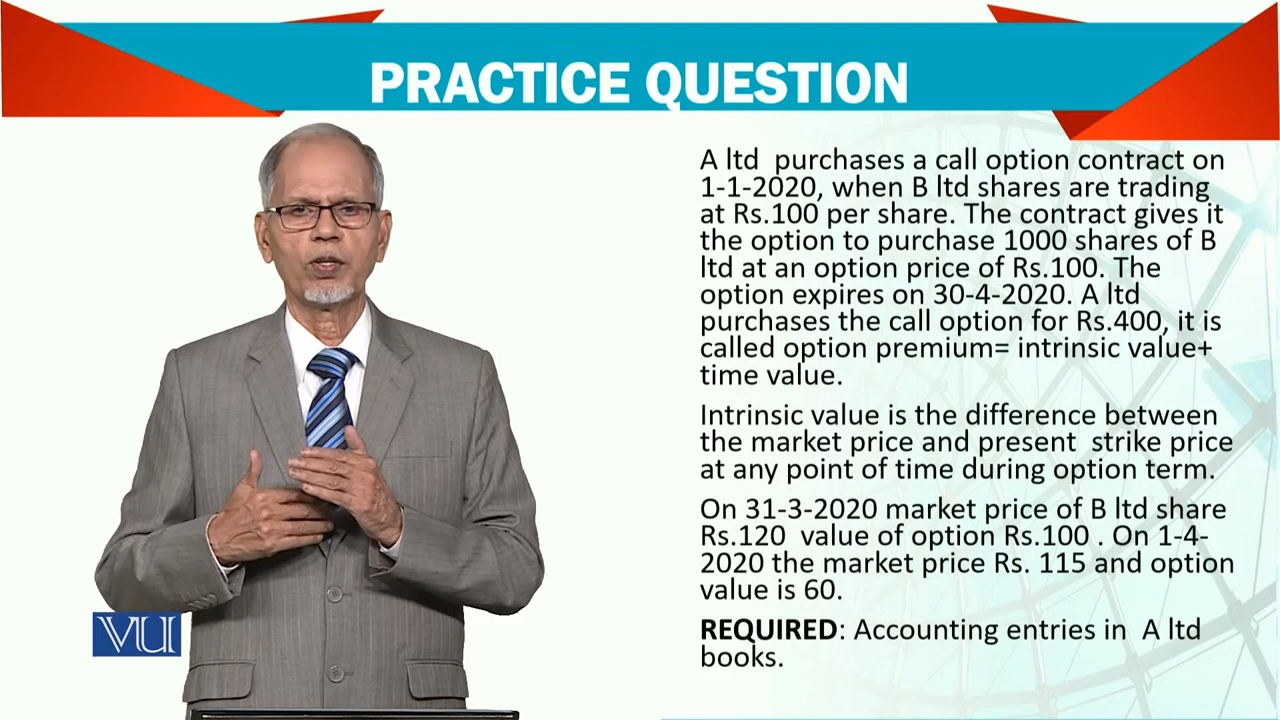 PRACTICE QUESTION
A ltd purchases a call option contract on
1-1-2020, when B ltd shares are trading
at Rs.100 per share. The contract gives it
the option to purchase 1000 shares of B
ltd at an option price of Rs.100. The
option expires on 30-4-2020. A ltd
purchases the call option for Rs.400, it is
called option premium= intrinsic value+
time value.
Intrinsic value is the difference between
the market price and present strike price
at any point of time during option term.
On 31-3-2020 market price of B ltd share
Rs.120 value of option Rs.100 . On 1-4-
2020 the market price Rs. 115 and option
value is 60.
REQUIRED: Accounting entries in A ltd
books.
VU